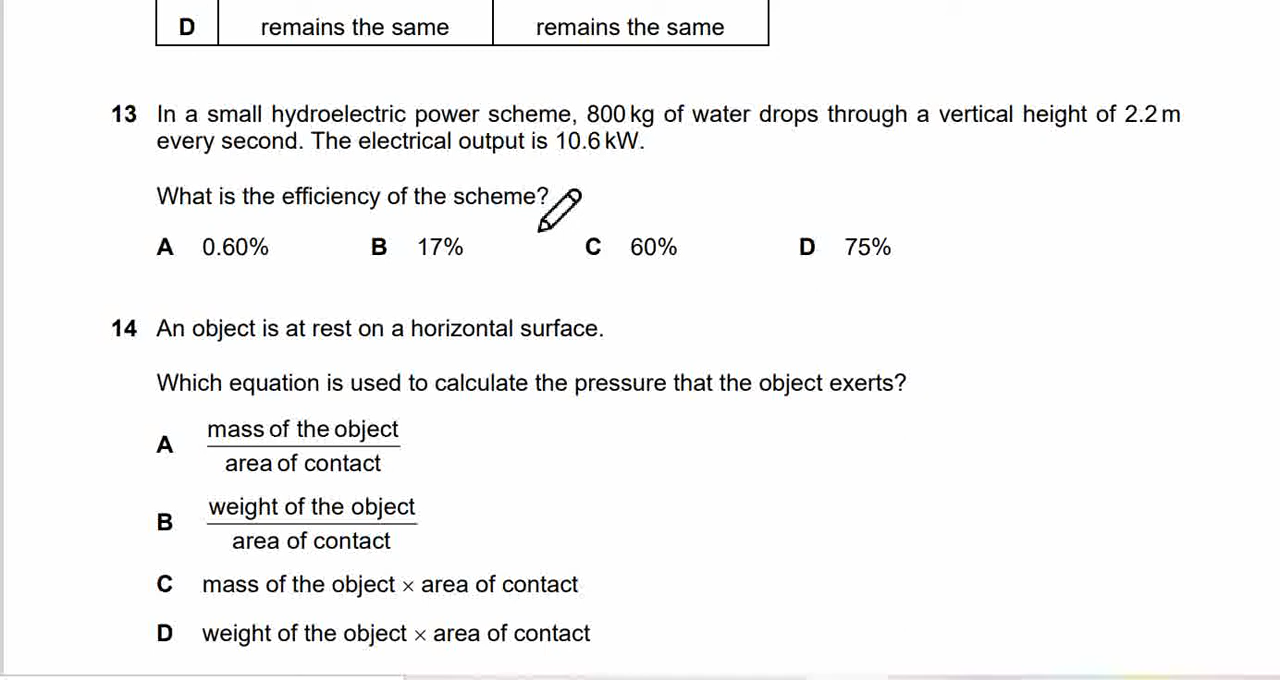 D remains the same remains the same
13 In a small hydroelectric power scheme, 800 kg of water drops through a vertical height of 2.2 m
every second. The electrical output is 10.6 kW.
What is the efficiency of the scheme?
A 0.60% B 17% C 60% D 75%
14 An object is at rest on a horizontal surface.
Which equation is used to calculate the pressure that the object exerts?
A mass of the object
area of contact
B weight of the object
area of contact
C mass of the object × area of contact
D weight of the object × area of contact